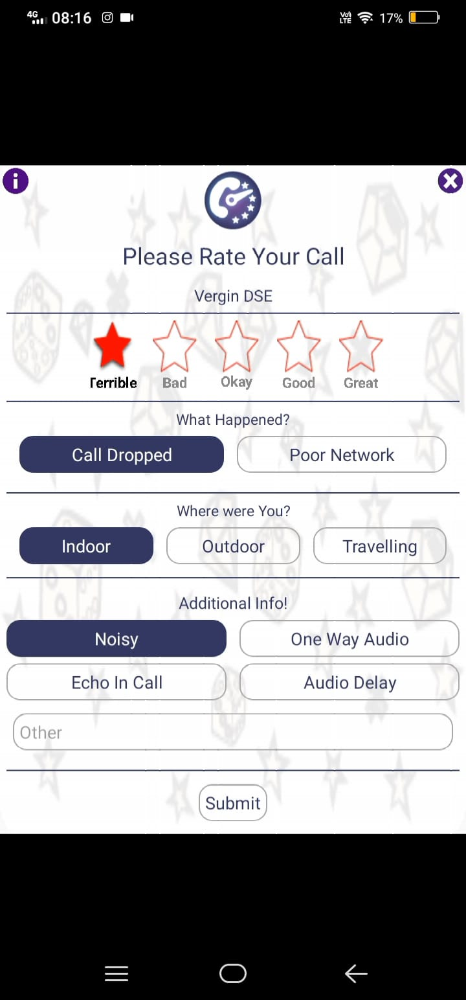 4G 08:16 Vo) LTE 17%
i
Please Rate Your Call
Vergin DSE
Terrible Bad Okay Good Great
What Happened?
Call Dropped Poor Network
Where were You?
Indoor Outdoor Travelling
Additional Info!
Noisy One Way Audio
Echo In Call Audio Delay
Other
Submit